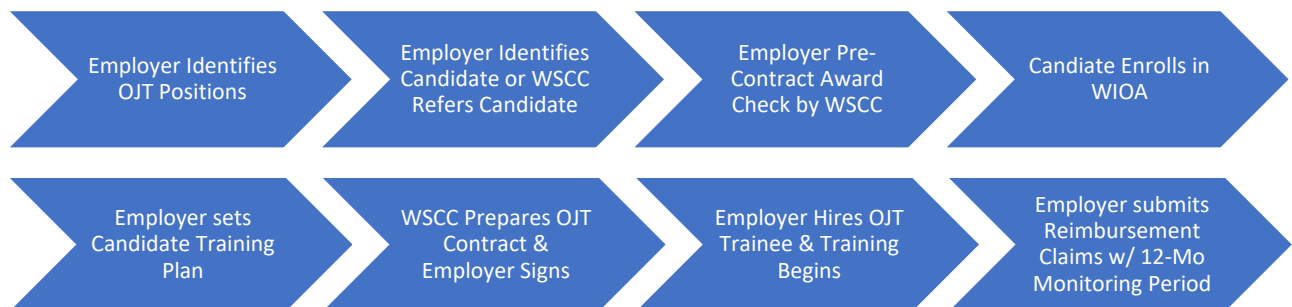 Employer Identifies
OJT Positions
Employer Identifies
Candidate or WSCC
Refers Candidate
Employer Pre-
Contract Award
Check by WSCC
Candiate Enrolls in
WIOA
Employer sets
Candidate Training
Plan
WSCC Prepares OJT
Contract &
Employer Signs
Employer Hires OJT
Trainee & Training
Begins
Employer submits
Reimbursement
Claims w/ 12-Mo
Monitoring Period